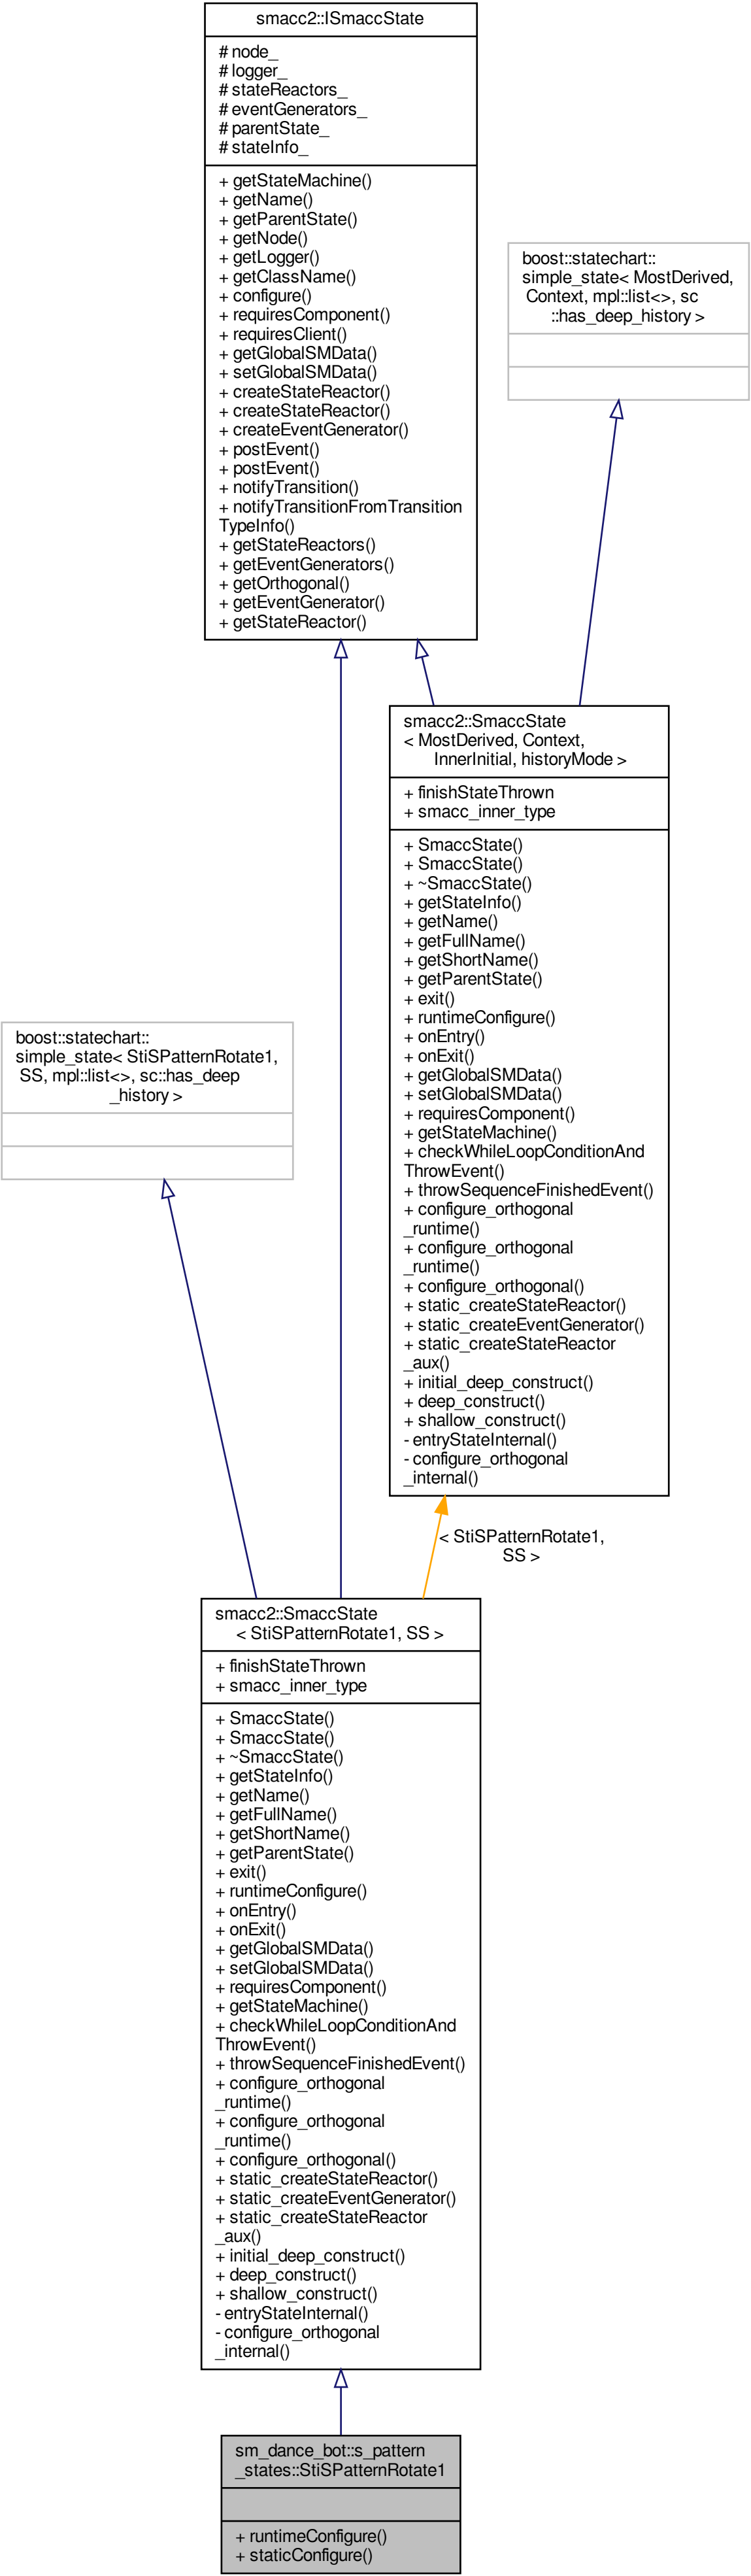 smacc2::ISmaccState
# node_
# logger_
# stateReactors_
# eventGenerators_
# parentState_
# stateInfo_
+ getStateMachine()
+ getName()
+ getParentState()
+ getNode()
+ getLogger()
+ getClassName()
+ configure()
+ requiresComponent()
+ requiresClient()
+ getGlobalSMData()
+ setGlobalSMData()
+ createStateReactor()
+ createStateReactor()
+ createEventGenerator()
+ postEvent()
+ postEvent()
+ notifyTransition()
+ notifyTransitionFromTransition
TypeInfo()
+ getStateReactors()
+ getEventGenerators()
+ getOrthogonal()
+ getEventGenerator()
+ getStateReactor()
boost::statechart::
simple_state< MostDerived,
Context, mpl::list<>, sc
::has_deep_history >
smacc2::SmaccState
< MostDerived, Context,
InnerInitial, historyMode >
+ finishStateThrown
+ smacc_inner_type
+ SmaccState()
+ SmaccState()
+ ~SmaccState()
+ getStateInfo()
+ getName()
+ getFullName()
+ getShortName()
+ getParentState()
+ exit()
+ runtimeConfigure()
+ onEntry()
+ onExit()
+ getGlobalSMData()
+ setGlobalSMData()
+ requiresComponent()
+ getStateMachine()
+ checkWhileLoopConditionAnd
ThrowEvent()
+ throwSequenceFinishedEvent()
+ configure_orthogonal
_runtime()
+ configure_orthogonal
_runtime()
+ configure_orthogonal()
+ static_createStateReactor()
+ static_createEventGenerator()
+ static_createStateReactor
_aux()
+ initial_deep_construct()
+ deep_construct()
+ shallow_construct()
- entryStateInternal()
- configure_orthogonal
_internal()
boost::statechart::
simple_state< StiSPatternRotate1,
SS, mpl::list<>, sc::has_deep
_history >
< StiSPatternRotate1,
SS >
smacc2::SmaccState
< StiSPatternRotate1, SS >
+ finishStateThrown
+ smacc_inner_type
+ SmaccState()
+ SmaccState()
+ ~SmaccState()
+ getStateInfo()
+ getName()
+ getFullName()
+ getShortName()
+ getParentState()
+ exit()
+ runtimeConfigure()
+ onEntry()
+ onExit()
+ getGlobalSMData()
+ setGlobalSMData()
+ requiresComponent()
+ getStateMachine()
+ checkWhileLoopConditionAnd
ThrowEvent()
+ throwSequenceFinishedEvent()
+ configure_orthogonal
_runtime()
+ configure_orthogonal
_runtime()
+ configure_orthogonal()
+ static_createStateReactor()
+ static_createEventGenerator()
+ static_createStateReactor
_aux()
+ initial_deep_construct()
+ deep_construct()
+ shallow_construct()
- entryStateInternal()
- configure_orthogonal
_internal()
sm_dance_bot::s_pattern
_states::StiSPatternRotate1
+ runtimeConfigure()
+ staticConfigure()